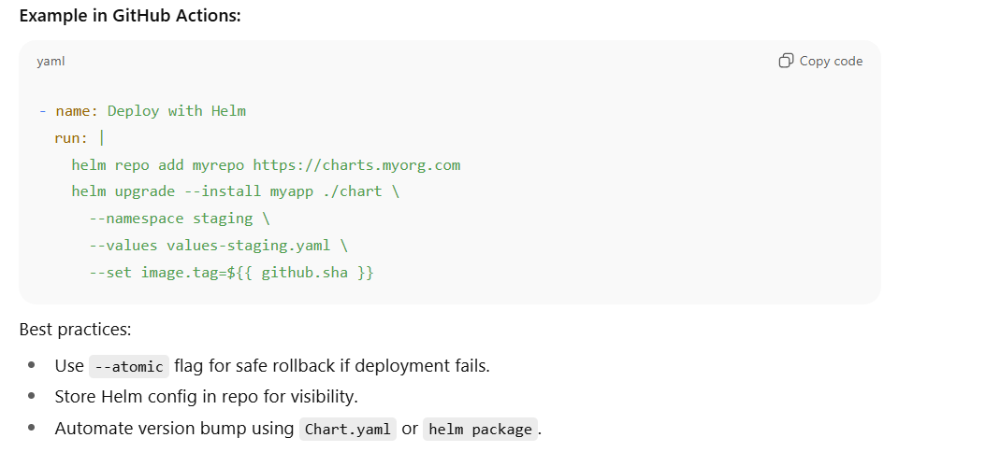 Example in GitHub Actions:
yaml
Copy code
- name: Deploy with Helm
  run: |
    helm repo add myrepo https://charts.myorg.com
    helm upgrade --install myapp ./chart \
      --namespace staging \
      --values values-staging.yaml \
      --set image.tag=${{ github.sha }}
Best practices:
• Use --atomic flag for safe rollback if deployment fails.
• Store Helm config in repo for visibility.
• Automate version bump using Chart.yaml or helm package.